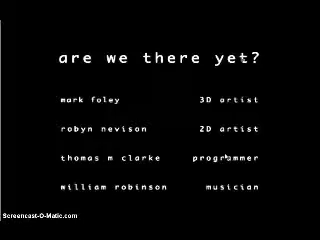 are we there yet?
mark foley 3D artist
robyn nevison 2D artist
thomas m clarke programmer
william robinson musician
Screencast-O-Matic.com